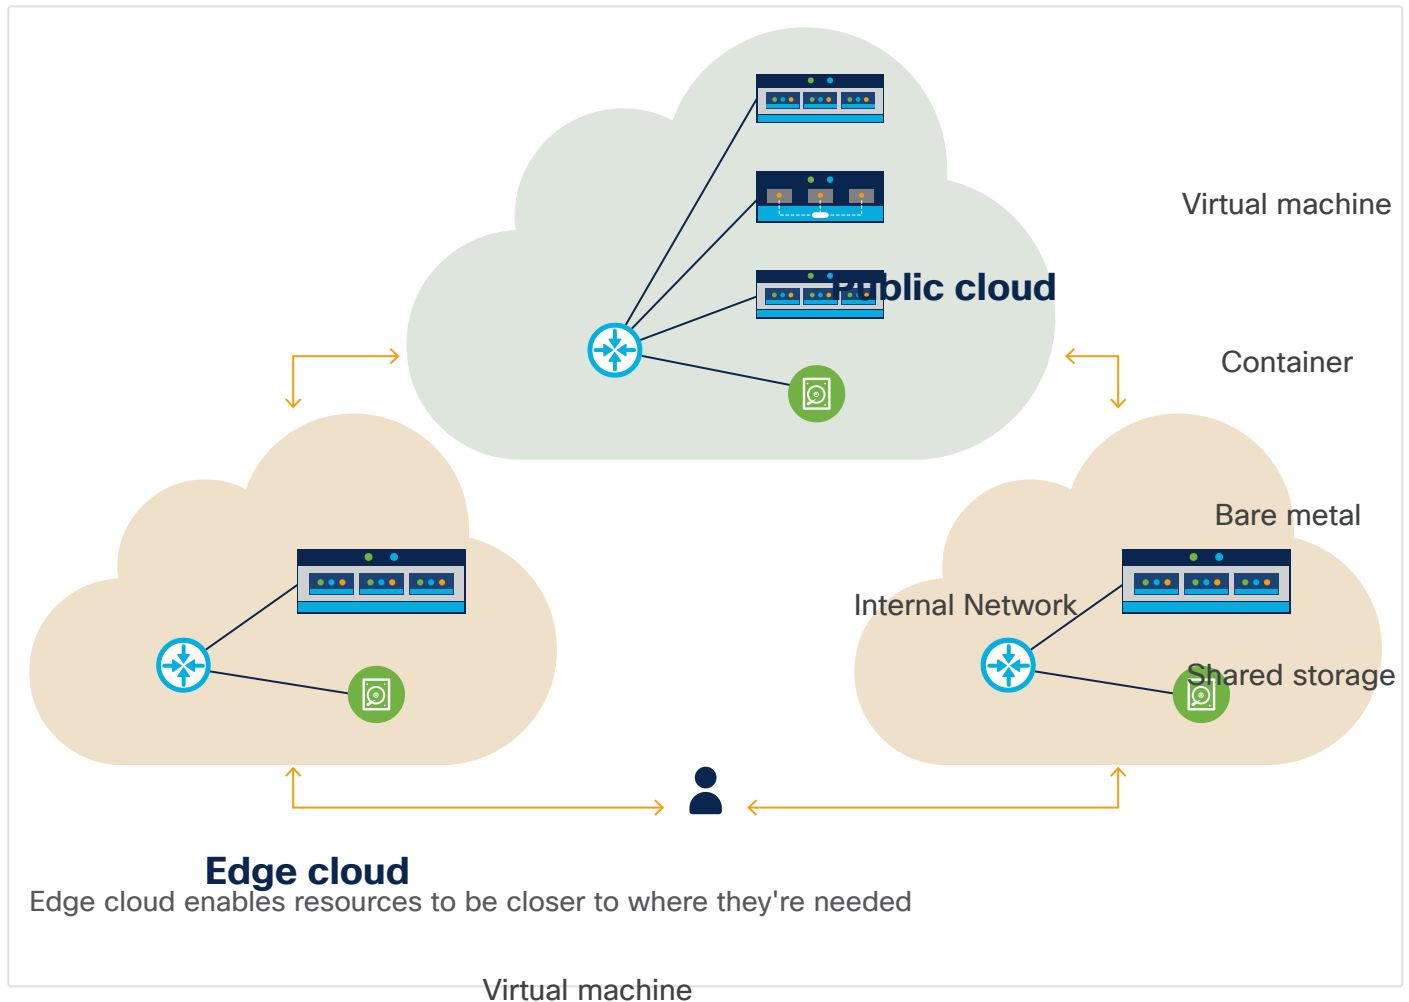 Virtual machine
Public cloud
Container
Bare metal
Internal Network
Shared storage
Edge cloud
Edge cloud enables resources to be closer to where they're needed
Virtual machine